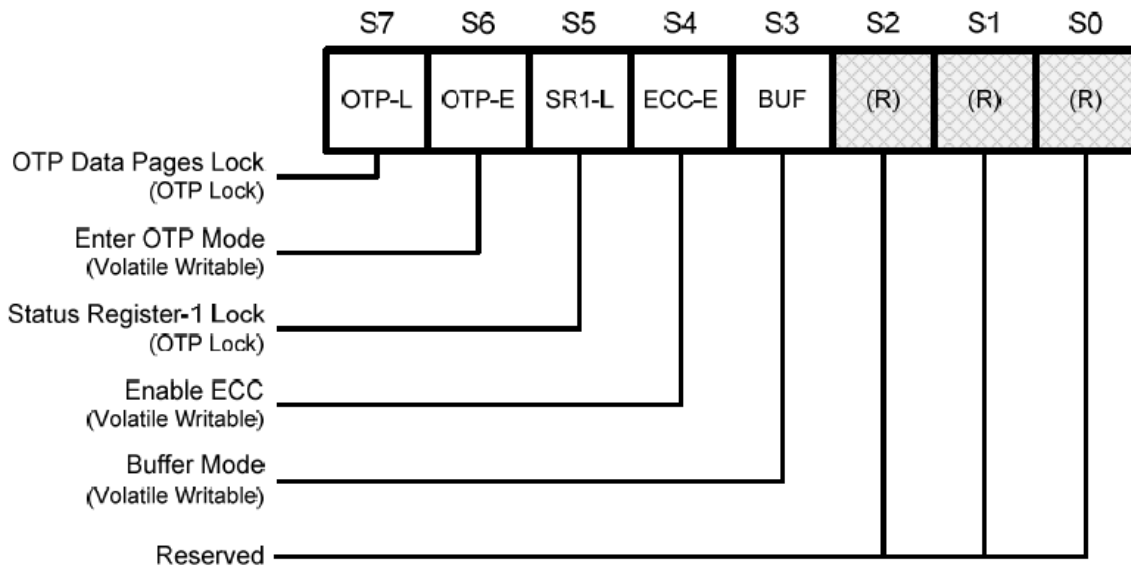 S7 S6 S5 S4 S3 S2 S1 S0
OTP-L OTP-E SR1-L ECC-E BUF (R) (R) (R)
OTP Data Pages Lock
(OTP Lock)
Enter OTP Mode
(Volatile Writable)
Status Register-1 Lock
(OTP Lock)
Enable ECC
(Volatile Writable)
Buffer Mode
(Volatile Writable)
Reserved